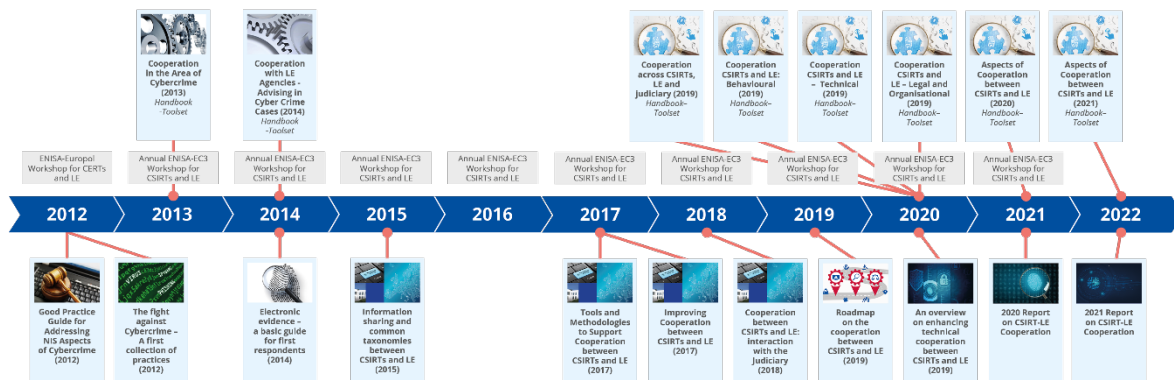 Cooperation
in the Area of
Cybercrime
(2013)
Handbook
-Toolset
Cooperation
with LE
Agencies -
Advising in
Cyber Crime
Cases (2014)
Handbook
-Toolset
Cooperation
across CSIRTs,
LE and
judiciary (2019)
Handbook–
Toolset
Cooperation
CSIRTs and LE:
Behavioural
(2019)
Handbook–
Toolset
Cooperation
CSIRTs and LE
– Technical
(2019)
Handbook–
Toolset
Cooperation
CSIRTs and
LE – Legal and
Organisational
(2019)
Handbook–
Toolset
Aspects of
Cooperation
between
CSIRTs and LE
(2020)
Handbook–
Toolset
Aspects of
Cooperation
between
CSIRTs and LE
(2021)
Handbook–
Toolset
ENISA-Europol
Workshop for CERTs
and LE
Annual ENISA-EC3
Workshop for
CSIRTs and LE
Annual ENISA-EC3
Workshop for
CSIRTs and LE
Annual ENISA-EC3
Workshop for
CSIRTs and LE
Annual ENISA-EC3
Workshop for
CSIRTs and LE
Annual ENISA-EC3
Workshop for
CSIRTs and LE
Annual ENISA-EC3
Workshop for
CSIRTs and LE
Annual ENISA-EC3
Workshop for
CSIRTs and LE
Annual ENISA-EC3
Workshop for
CSIRTs and LE
Annual ENISA-EC3
Workshop for
CSIRTs and LE
2012
2013
2014
2015
2016
2017
2018
2019
2020
2021
2022
Good Practice
Guide for
Addressing
NIS Aspects
of Cybercrime
(2012)
VIRUS
The fight
against
Cybercrime –
A first
collection of
practices
(2012)
Electronic
evidence –
a basic guide
for first
respondents
(2014)
Information
sharing and
common
taxonomies
between
CSIRTs and LE
(2015)
Tools and
Methodologies
to Support
Cooperation
between
CSIRTs and LE
(2017)
Improving
Cooperation
between
CSIRTs and LE
(2017)
Cooperation
between
CSIRTs and LE:
interaction
with the
Judiciary
(2018)
Roadmap
on the
cooperation
between
CSIRTs and LE
(2019)
An overview
on enhancing
technical
cooperation
between
CSIRTs and LE
(2019)
2020 Report
on CSIRT-LE
Cooperation
2021 Report
on CSIRT-LE
Cooperation